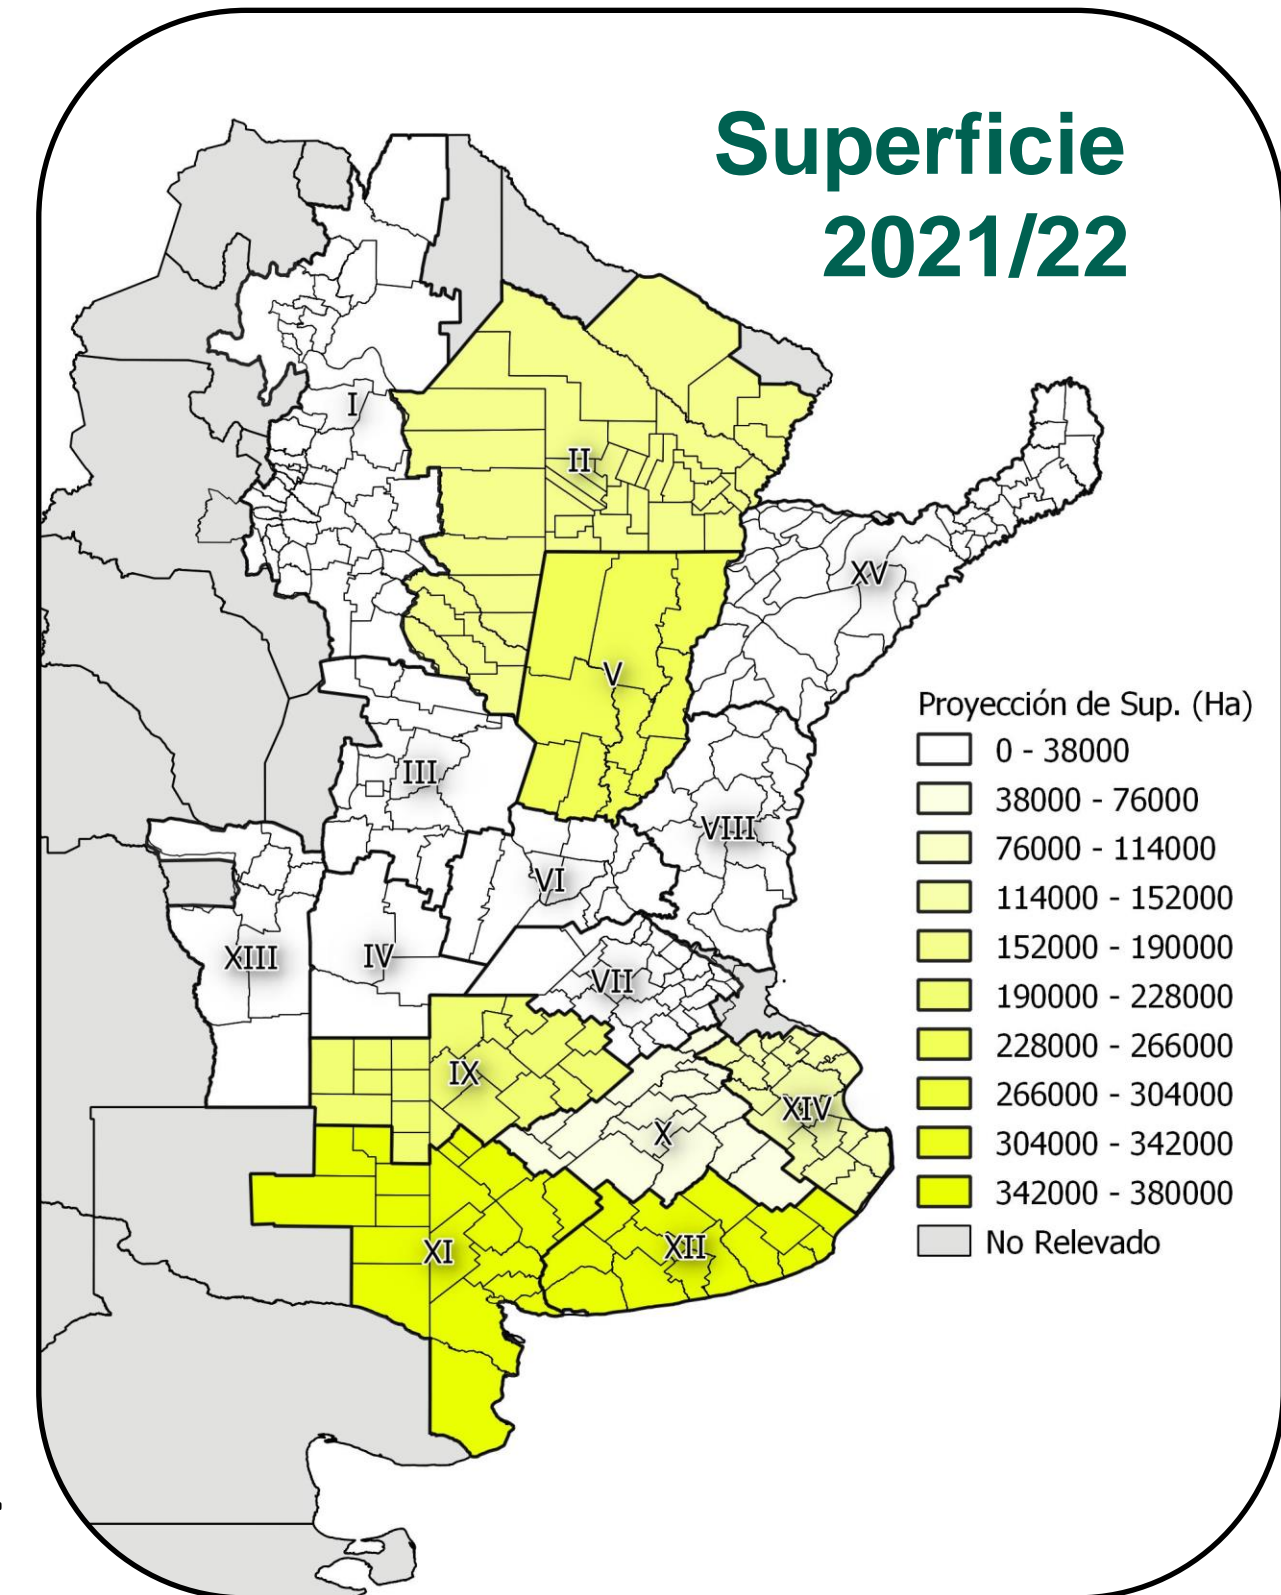 Superficie
2021/22
I
II
XV
V
III
VIII
VI
XIII
IV
VII
IX
XIV
X
XI
XII
Proyección de Sup. (Ha)
0 - 38000
38000 - 76000
76000 - 114000
114000 - 152000
152000 - 190000
190000 - 228000
228000 - 266000
266000 - 304000
304000 - 342000
342000 - 380000
No Relevado